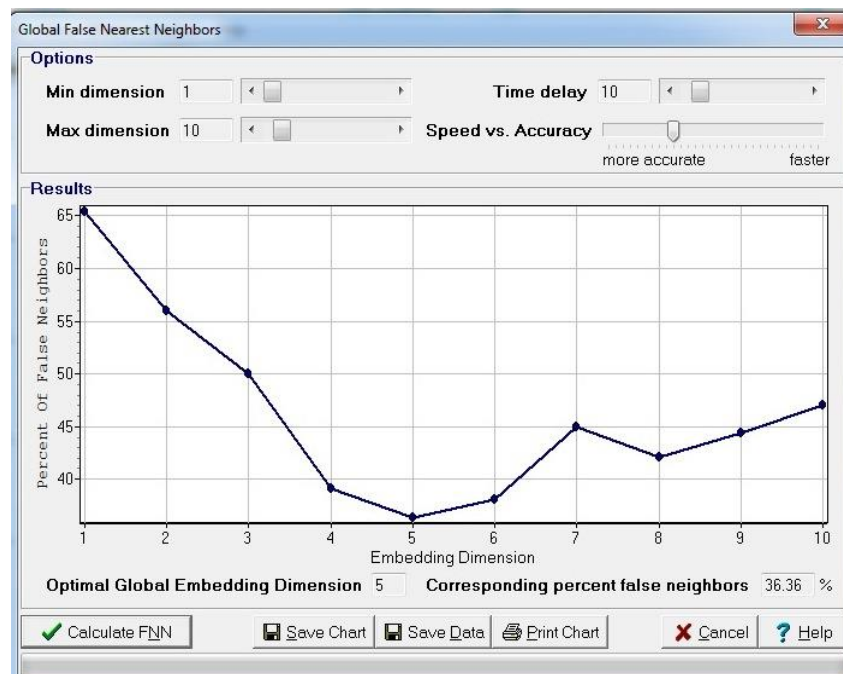 Global False Nearest Neighbors
Options
Min dimension 1 Time delay 10
Max dimension 10 Speed vs. Accuracy
more accurate faster
Results
Percent Of False Neighbors
65
60
55
50
45
40
1 2 3 4 5 6 7 8 9 10
Embedding Dimension
Optimal Global Embedding Dimension 5 Corresponding percent false neighbors 36.36 %
Calculate FNN Save Chart Save Data Print Chart Cancel ? Help